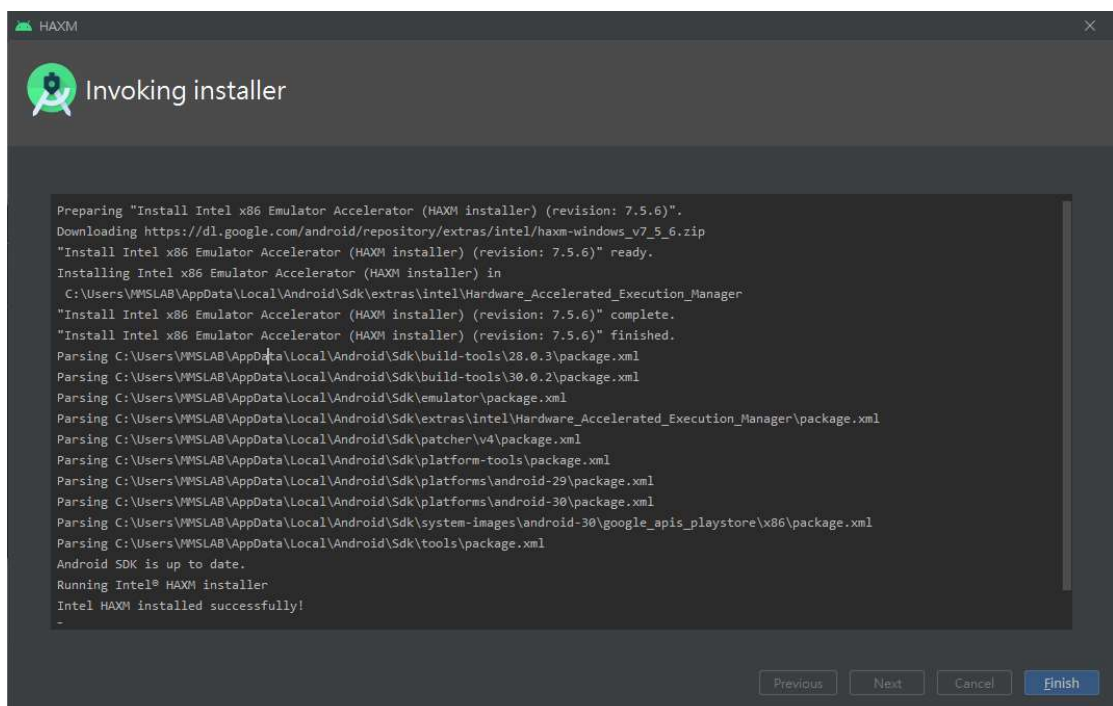 HAXM
Invoking installer
Preparing "Install Intel x86 Emulator Accelerator (HAXM installer) (revision: 7.5.6)".
Downloading https://dl.google.com/android/repository/extras/intel/haxm-windows_v7_5_6.zip
"Install Intel x86 Emulator Accelerator (HAXM installer) (revision: 7.5.6)" ready.
Installing Intel x86 Emulator Accelerator (HAXM installer) in
C:\Users\MMSLAB\AppData\Local\Android\Sdk\extras\intel\Hardware_Accelerated_Execution_Manager
"Install Intel x86 Emulator Accelerator (HAXM installer) (revision: 7.5.6)" complete.
"Install Intel x86 Emulator Accelerator (HAXM installer) (revision: 7.5.6)" finished.
Parsing C:\Users\MMSLAB\AppData\Local\Android\Sdk\build-tools\28.0.3\package.xml
Parsing C:\Users\MMSLAB\AppData\Local\Android\Sdk\build-tools\30.0.2\package.xml
Parsing C:\Users\MMSLAB\AppData\Local\Android\Sdk\emulator\package.xml
Parsing C:\Users\MMSLAB\AppData\Local\Android\Sdk\extras\intel\Hardware_Accelerated_Execution_Manager\package.xml
Parsing C:\Users\MMSLAB\AppData\Local\Android\Sdk\patcher\v4\package.xml
Parsing C:\Users\MMSLAB\AppData\Local\Android\Sdk\platform-tools\package.xml
Parsing C:\Users\MMSLAB\AppData\Local\Android\Sdk\platforms\android-29\package.xml
Parsing C:\Users\MMSLAB\AppData\Local\Android\Sdk\platforms\android-30\package.xml
Parsing C:\Users\MMSLAB\AppData\Local\Android\Sdk\system-images\android-30\google_apis_playstore\x86\package.xml
Parsing C:\Users\MMSLAB\AppData\Local\Android\Sdk\tools\package.xml
Android SDK is up to date.
Running Intel® HAXM installer
Intel HAXM installed successfully!
Previous Next Cancel Finish